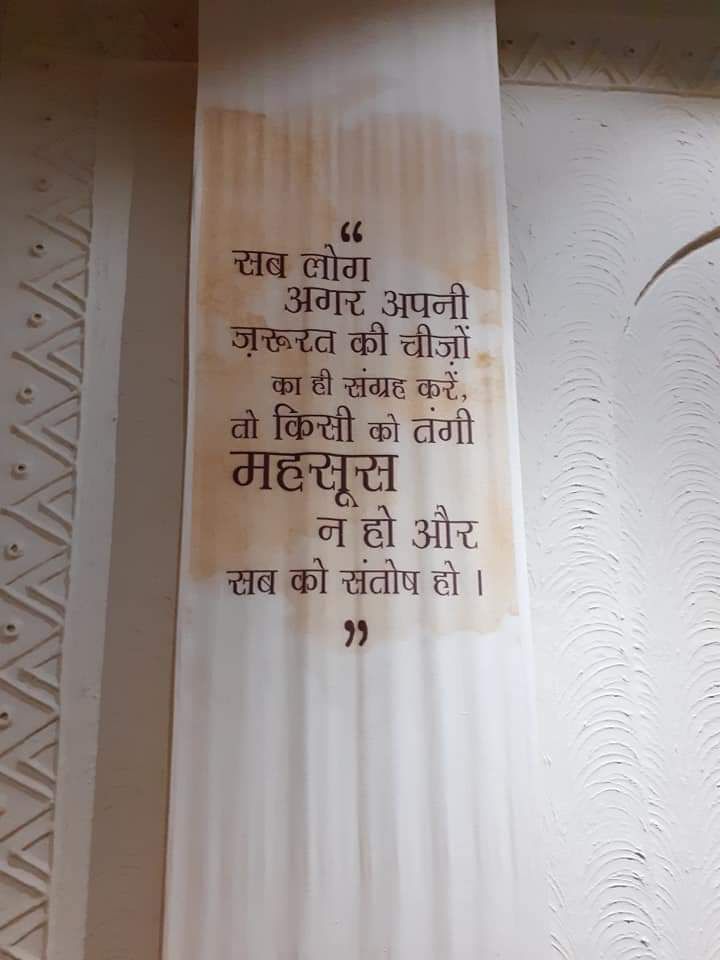 “
सब लोग
अगर अपनी
ज़रूरत की चीज़ों
का ही संग्रह करें,
तो किसी को तंगी
महसूस
न हो और
सब को संतोष हो ।
”